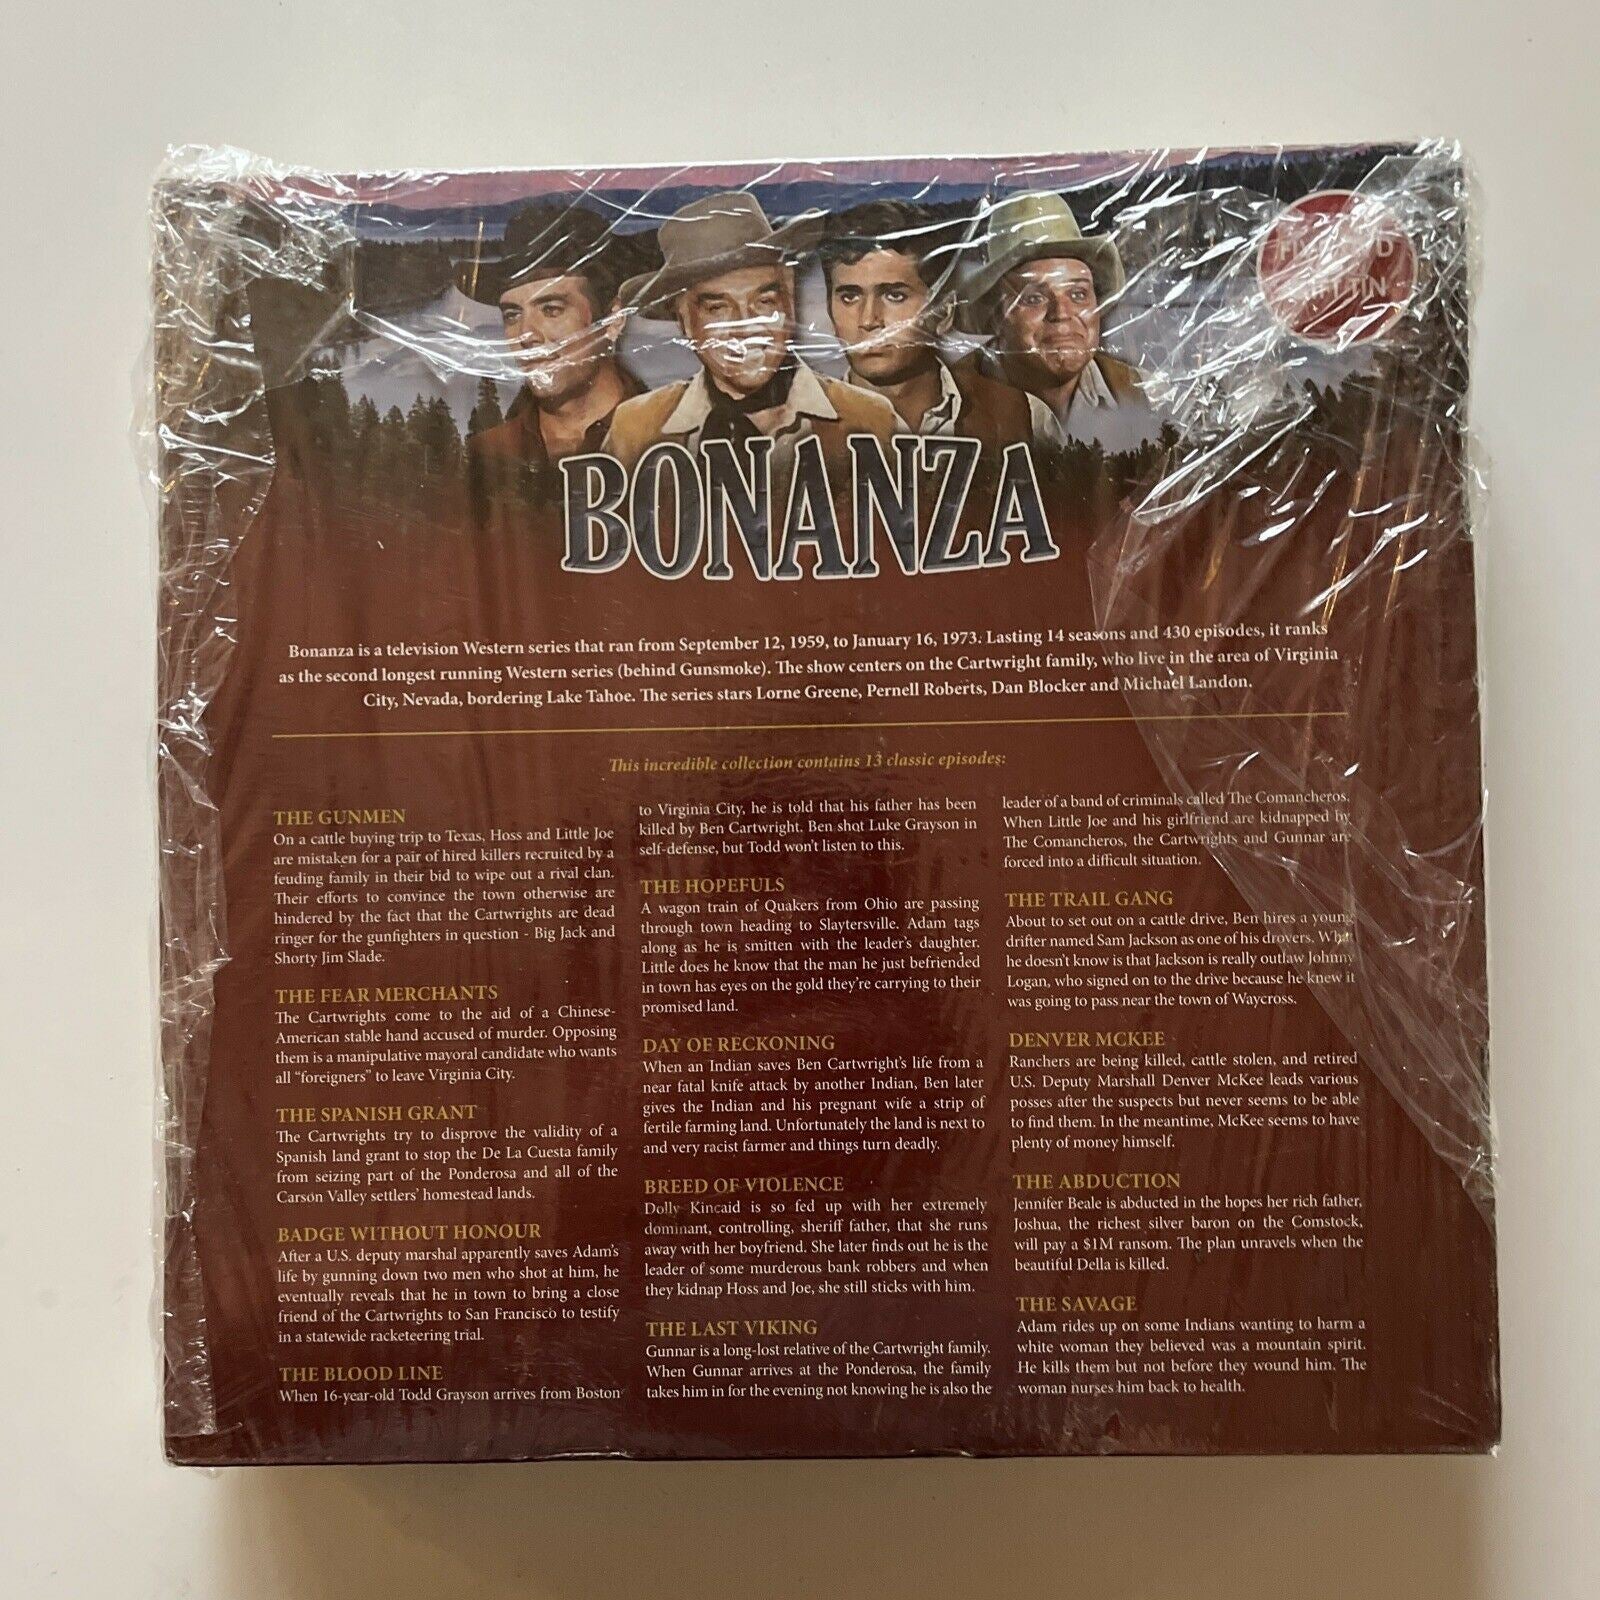 FIVE DVD
GIFT TIN
BONANZA
Bonanza is a television Western series that ran from September 12, 1959, to January 16, 1973. Lasting 14 seasons and 430 episodes, it ranks
as the second longest running Western series (behind Gunsmoke). The show centers on the Cartwright family, who live in the area of Virginia
City, Nevada, bordering Lake Tahoe. The series stars Lorne Greene, Pernell Roberts, Dan Blocker and Michael Landon.
This incredible collection contains 13 classic episodes:
THE GUNMEN
On a cattle buying trip to Texas, Hoss and Little Joe
are mistaken for a pair of hired killers recruited by a
feuding family in their bid to wipe out a rival clan.
Their efforts to convince the town otherwise are
hindered by the fact that the Cartwrights are dead
ringer for the gunfighters in question - Big Jack and
Shorty Jim Slade.
THE FEAR MERCHANTS
The Cartwrights come to the aid of a Chinese-
American stable hand accused of murder. Opposing
them is a manipulative mayoral candidate who wants
all "foreigners" to leave Virginia City.
THE SPANISH GRANT
The Cartwrights try to disprove the validity of a
Spanish land grant to stop the De La Cuesta family
from seizing part of the Ponderosa and all of the
Carson Valley settlers' homestead lands.
BADGE WITHOUT HONOUR
After a U.S. deputy marshal apparently saves Adam's
life by gunning down two men who shot at him, he
eventually reveals that he in town to bring a close
friend of the Cartwrights to San Francisco to testify
in a statewide racketeering trial.
THE BLOOD LINE
When 16-year-old Todd Grayson arrives from Boston
to Virginia City, he is told that his father has been
killed by Ben Cartwright. Ben shot Luke Grayson in
self-defense, but Todd won't listen to this.
THE HOPEFULS
A wagon train of Quakers from Ohio are passing
through town heading to Slaytersville. Adam tags
along as he is smitten with the leader's daughter.
Little does he know that the man he just befriended
in town has eyes on the gold they're carrying to their
promised land.
DAY OF RECKONING
When an Indian saves Ben Cartwright's life from a
near fatal knife attack by another Indian, Ben later
gives the Indian and his pregnant wife a strip of
fertile farming land. Unfortunately the land is next to
and very racist farmer and things turn deadly.
BREED OF VIOLENCE
Dolly Kincaid is so fed up with her extremely
dominant, controlling, sheriff father, that she runs
away with her boyfriend. She later finds out he is the
leader of some murderous bank robbers and when
they kidnap Hoss and Joe, she still sticks with him.
THE LAST VIKING
Gunnar is a long-lost relative of the Cartwright family.
When Gunnar arrives at the Ponderosa, the family
takes him in for the evening not knowing he is also the
leader of a band of criminals called The Comancheros.
When Little Joe and his girlfriend are kidnapped by
The Comancheros, the Cartwrights and Gunnar are
forced into a difficult situation.
THE TRAIL GANG
About to set out on a cattle drive, Ben hires a young
drifter named Sam Jackson as one of his drovers. What
he doesn't know is that Jackson is really outlaw Johnny
Logan, who signed on to the drive because he knew it
was going to pass near the town of Waycross.
DENVER MCKEE
Ranchers are being killed, cattle stolen, and retired
U.S. Deputy Marshall Denver McKee leads various
posses after the suspects but never seems to be able
to find them. In the meantime, McKee seems to have
plenty of money himself.
THE ABDUCTION
Jennifer Beale is abducted in the hopes her rich father,
Joshua, the richest silver baron on the Comstock,
will pay a $1M ransom. The plan unravels when the
beautiful Della is killed.
THE SAVAGE
Adam rides up on some Indians wanting to harm a
white woman they believed was a mountain spirit.
He kills them but not before they wound him. The
woman nurses him back to health.